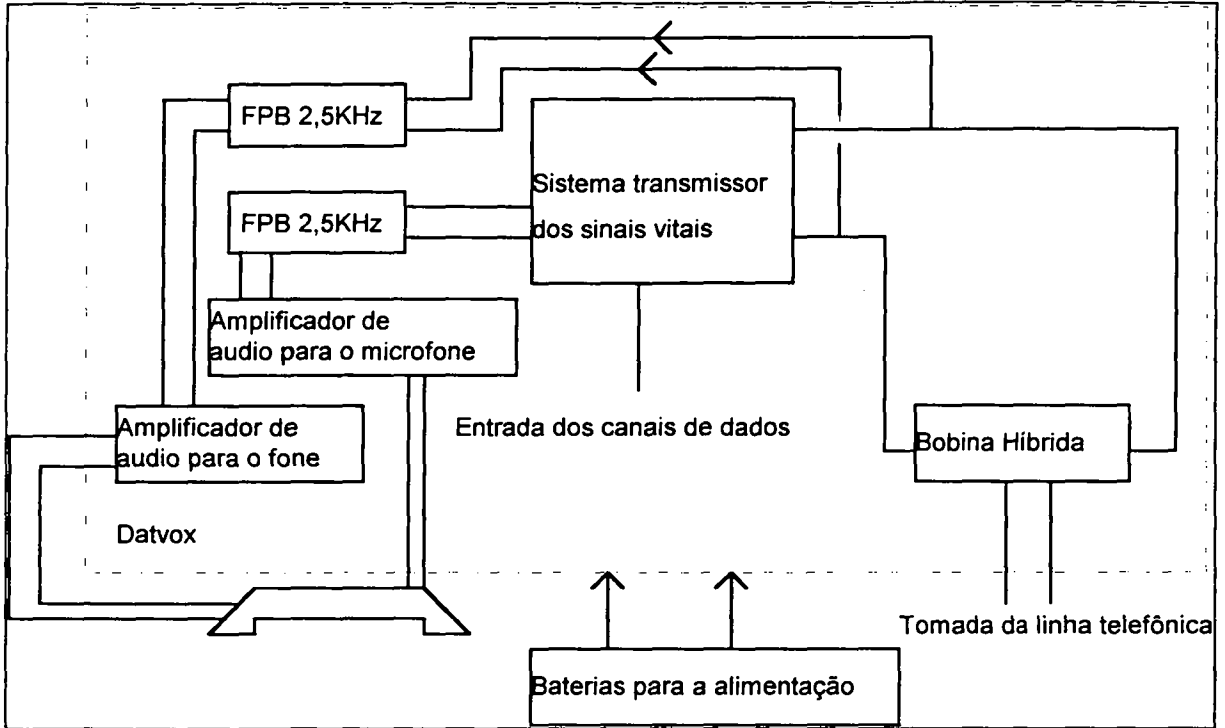 FPB 2,5KHz
FPB 2,5KHz
Sistema transmissor
dos sinais vitais
Amplificador de
audio para o microfone
Amplificador de
audio para o fone
Entrada dos canais de dados
Bobina Híbrida
Datvox
Tomada da linha telefônica
Baterias para a alimentação